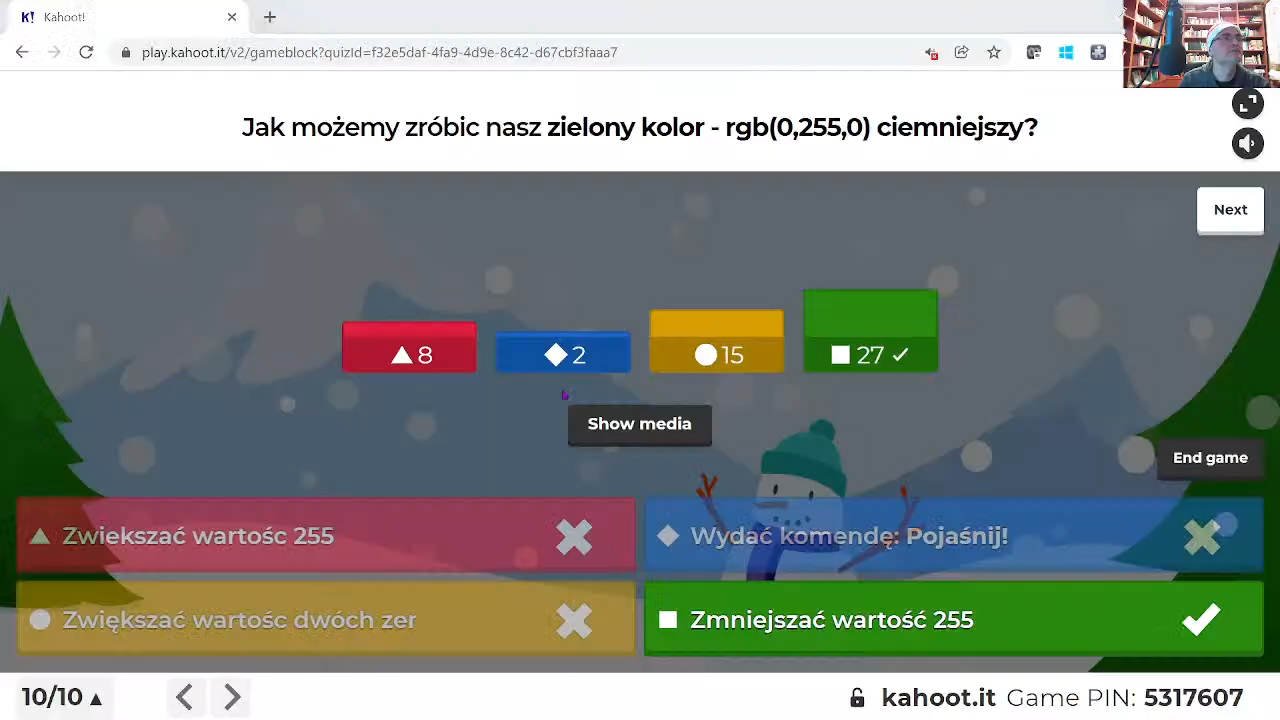 K! Kahoot!
play.kahoot.it/v2/gameblock?quizId=f32e5daf-4fa9-4d9e-8c42-d67cbf3faaa7
Jak możemy zróbic nasz zielony kolor - rgb(0,255,0) ciemniejszy?
Next
8
2
15
27
Show media
End game
Zwiekszać wartośc 255
Wydać komendę: Pojaśnij!
Zwiększać wartośc dwóch zer
Zmniejszać wartość 255
10/10
kahoot.it Game PIN: 5317607